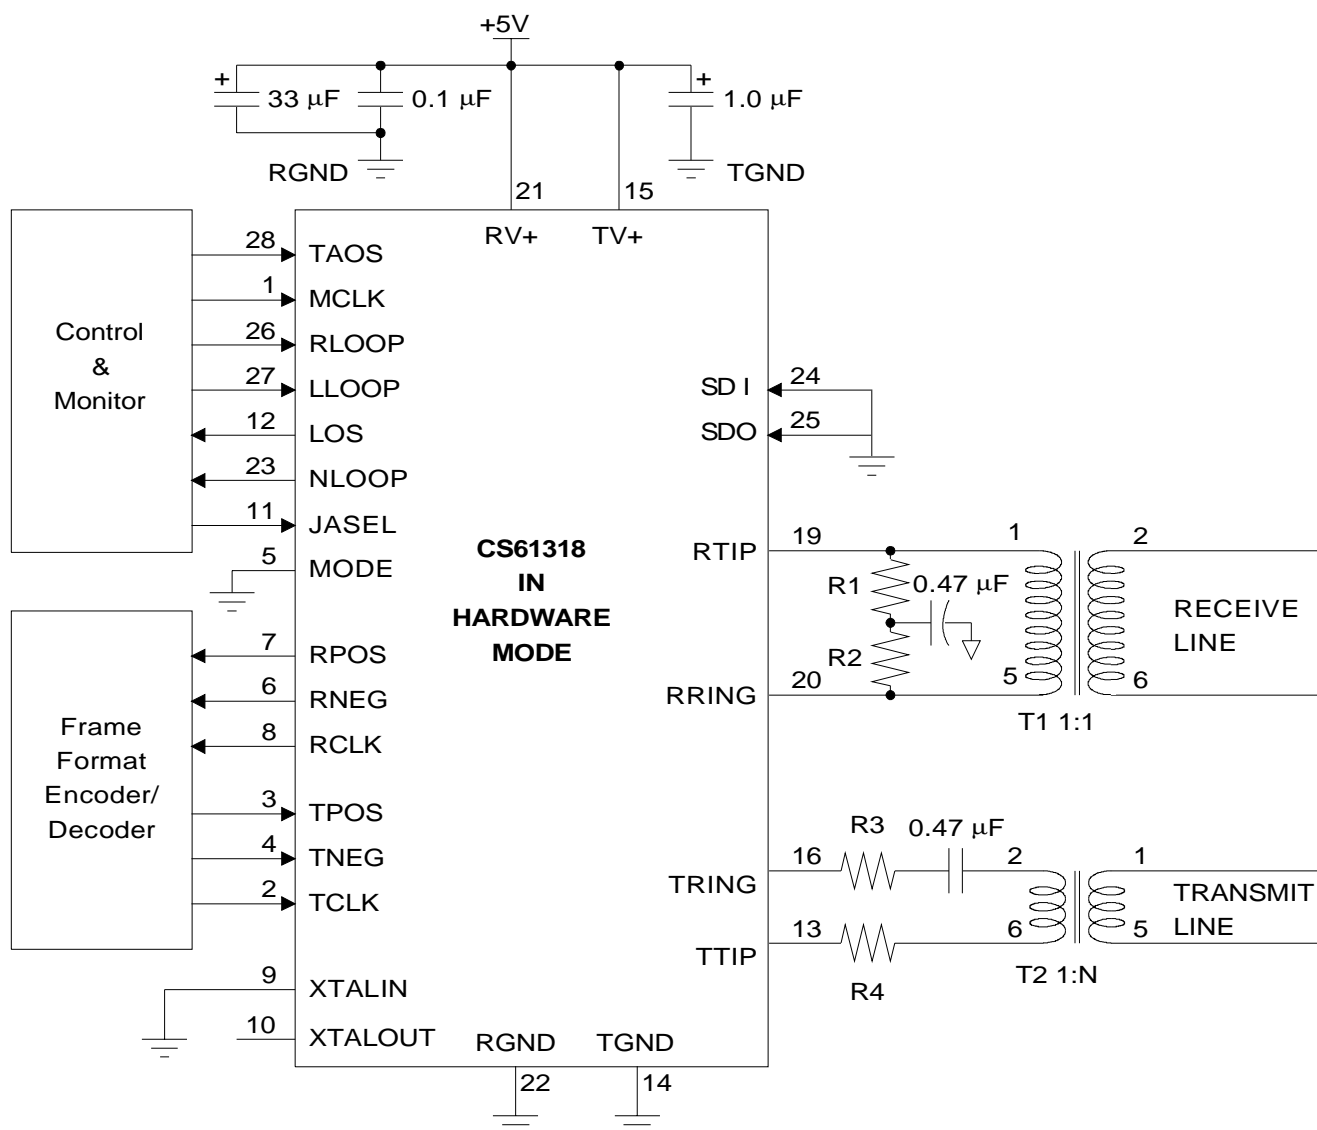 +5V
+ 33 μF
0.1 μF
+ 1.0 μF
RGND
TGND
21
15
RV+
TV+
Control
&
Monitor
28 TAOS
1 MCLK
26 RLOOP
27 LLOOP
12 LOS
23 NLOOP
11 JASEL
5 MODE
Frame
Format
Encoder/
Decoder
7 RPOS
6 RNEG
8 RCLK
3 TPOS
4 TNEG
2 TCLK
9 XTALIN
10 XTALOUT
CS61318
IN
HARDWARE
MODE
SDI 24
SDO 25
RTIP 19
RRING 20
R1
0.47 μF
R2
1
5
2
6
T1 1:1
RECEIVE
LINE
TRING 16
TTIP 13
R3
0.47 μF
R4
2
6
1
5
T2 1:N
TRANSMIT
LINE
RGND
TGND
22
14